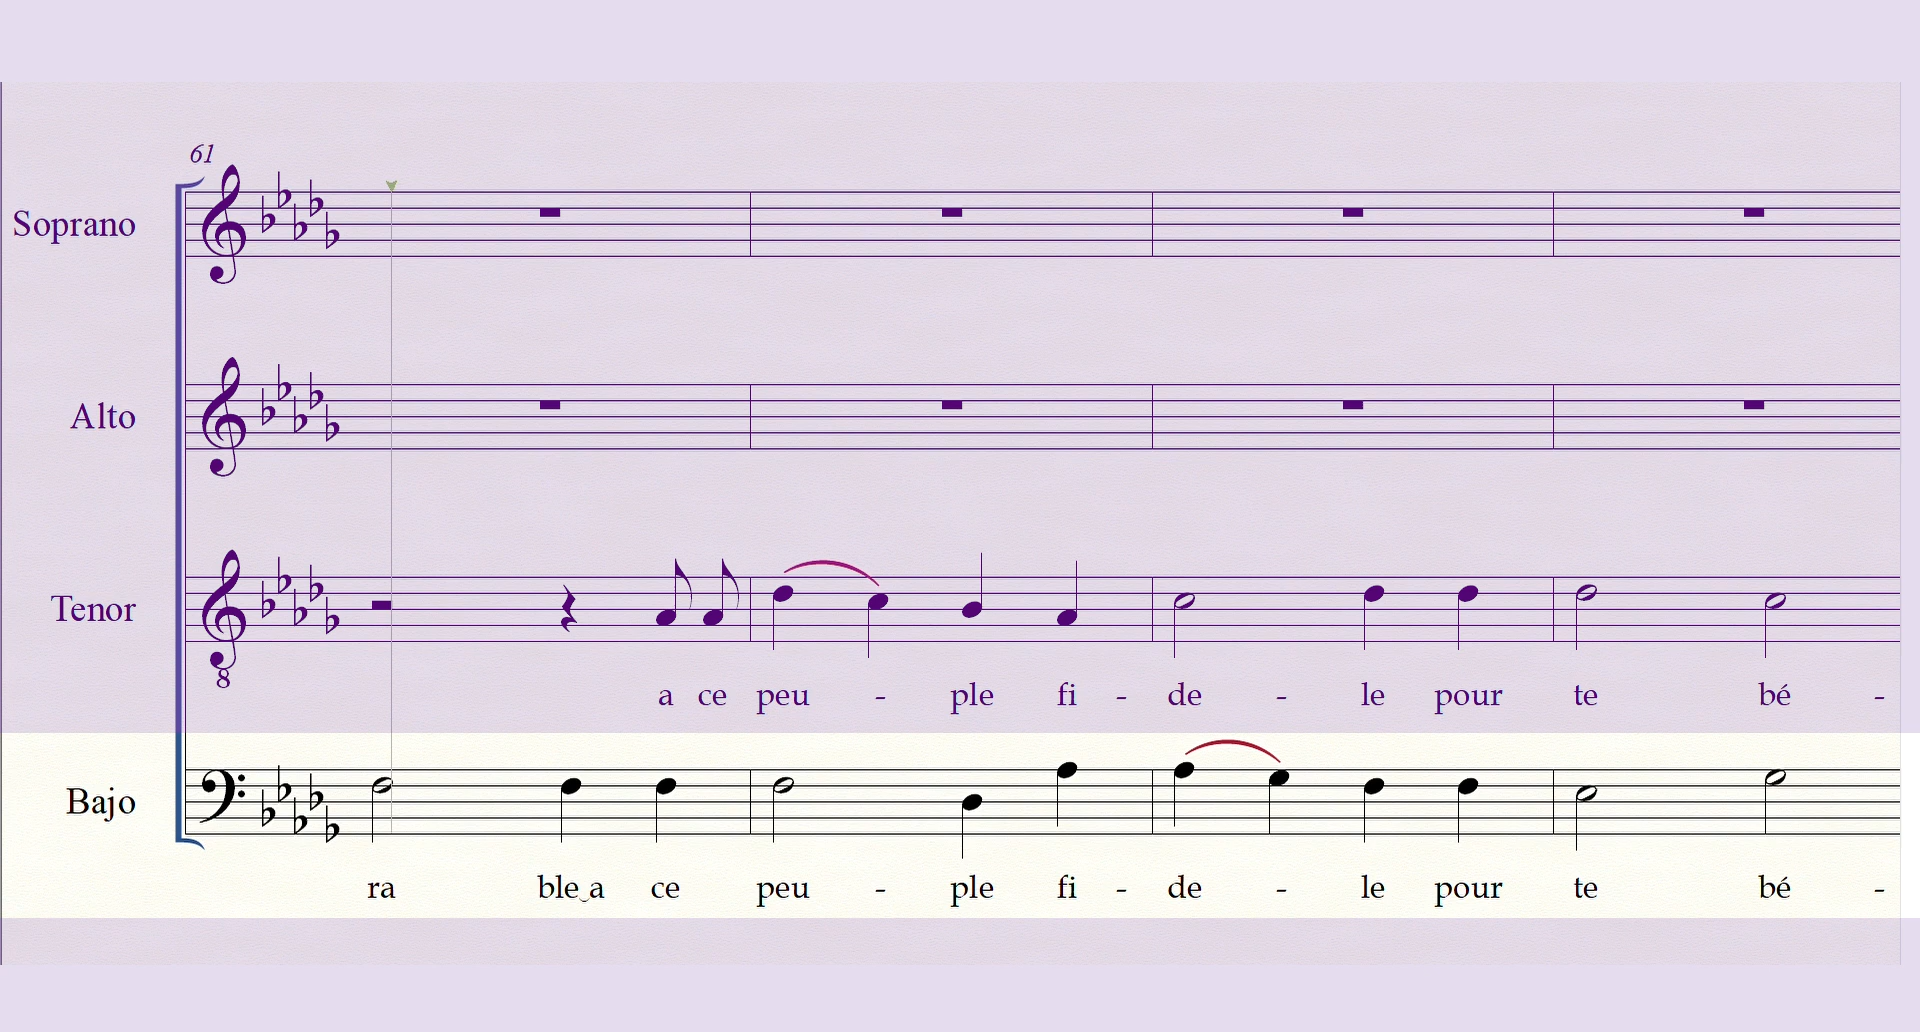 61
Soprano
Alto
Tenor
8
a ce peu - ple fi - de - le pour te bé -
Bajo
ra ble‿a ce peu - ple fi - de - le pour te bé -